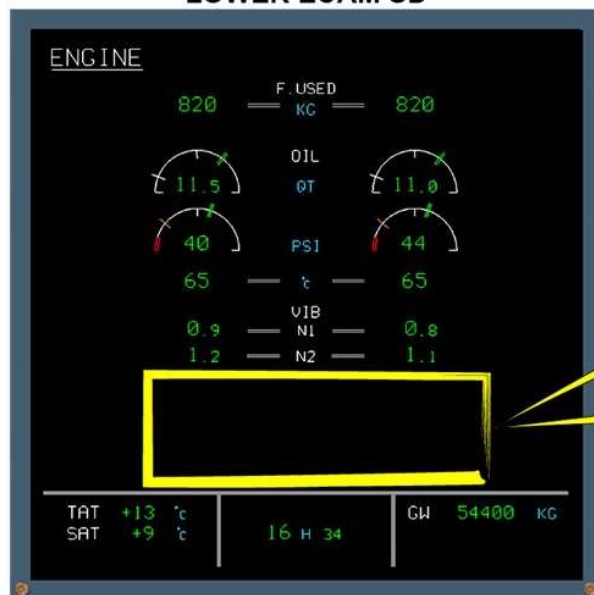 LOWER ECAM SD
ENGINE
F.USED
820 KG 820
OIL
11.5 QT 11.0
40 PSI 44
65 °c 65
VIB
0.9 N1 0.8
1.2 N2 1.1
TAT +13 °c
SAT +9 °c
16 H 34
GW 54400 KG